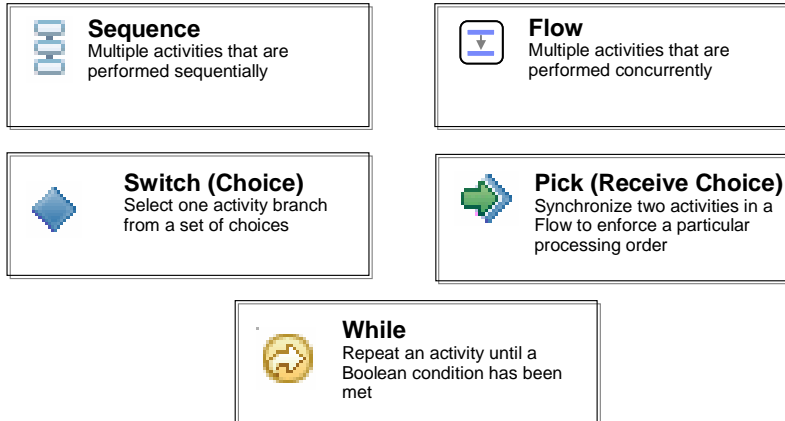 Sequence
Multiple activities that are
performed sequentially
Flow
Multiple activities that are
performed concurrently
Switch (Choice)
Select one activity branch
from a set of choices
Pick (Receive Choice)
Synchronize two activities in a
Flow to enforce a particular
processing order
While
Repeat an activity until a
Boolean condition has been
met